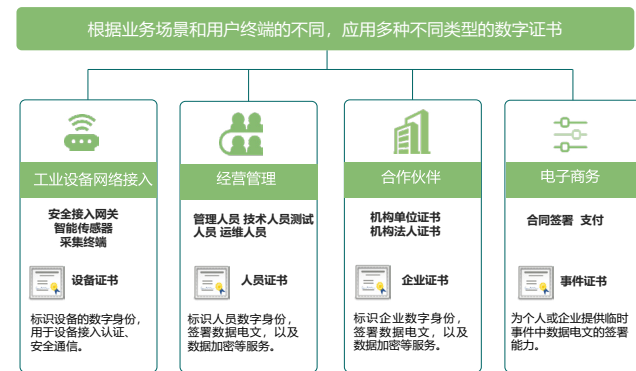 根据业务场景和用户终端的不同，应用多种不同类型的数字证书
工业设备网络接入
安全接入网关
智能传感器
采集终端
设备证书
标识设备的数字身份，
用于设备接入认证、
安全通信。
经营管理
管理人员 技术人员测试
人员 运维人员
人员证书
标识人员数字身份，
签署数据电文，以及
数据加密等服务。
合作伙伴
机构单位证书
机构法人证书
企业证书
标识企业数字身份，
签署数据电文，以及
数据加密等服务。
电子商务
合同签署 支付
事件证书
为个人或企业提供临时
事件中数据电文的签署
能力。